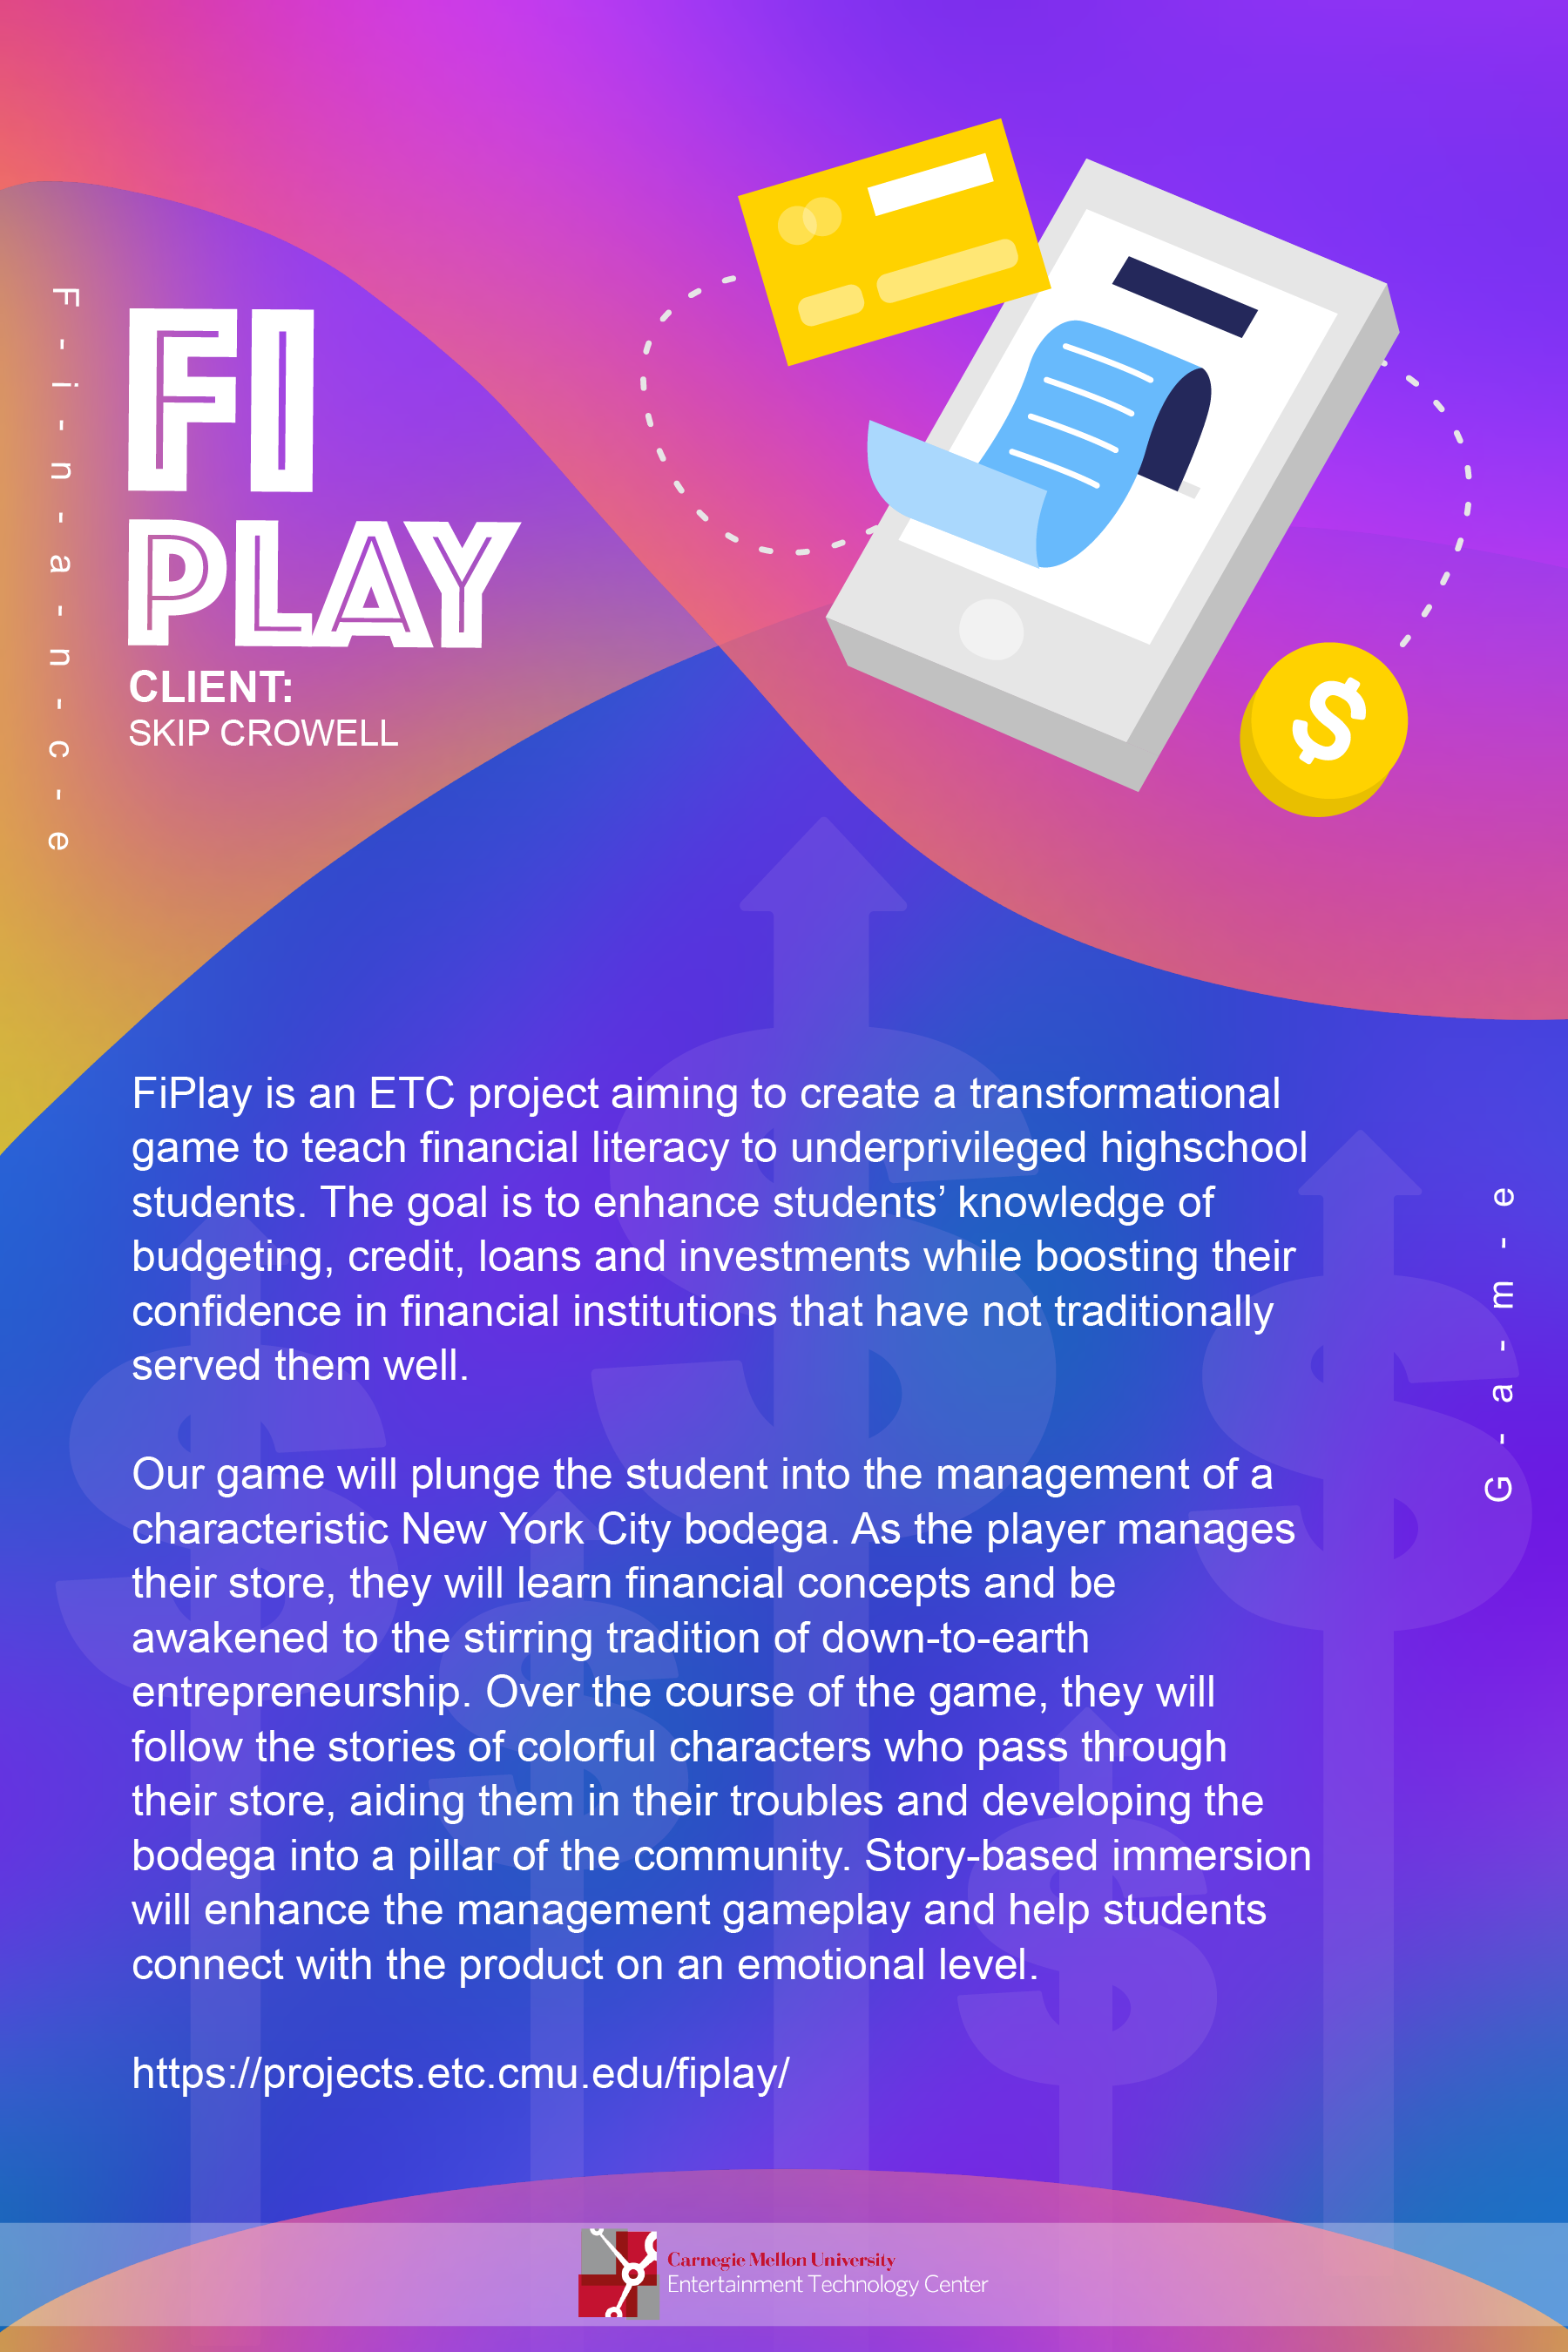 F-i-n-a-n-c-e
FI
PLAY
CLIENT:
SKIP CROWELL
$
FiPlay is an ETC project aiming to create a transformational
game to teach financial literacy to underprivileged highschool
students. The goal is to enhance students’ knowledge of
budgeting, credit, loans and investments while boosting their
confidence in financial institutions that have not traditionally
served them well.
G-a-m-e
Our game will plunge the student into the management of a
characteristic New York City bodega. As the player manages
their store, they will learn financial concepts and be
awakened to the stirring tradition of down-to-earth
entrepreneurship. Over the course of the game, they will
follow the stories of colorful characters who pass through
their store, aiding them in their troubles and developing the
bodega into a pillar of the community. Story-based immersion
will enhance the management gameplay and help students
connect with the product on an emotional level.
https://projects.etc.cmu.edu/fiplay/
Carnegie Mellon University
Entertainment Technology Center